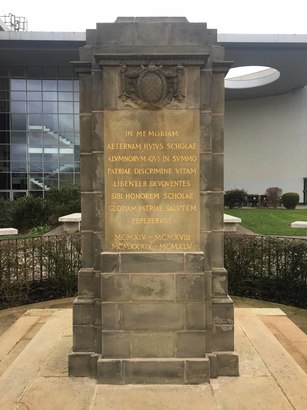 IN MEMORIAM
AETERNAM HVIVS SCHOLAE
ALVMNORVM QVI IN SVMMO
PATRIAE DISCRIMINE VITAM
LIBENTER DEVOVENTES
SIBI HONOREM SCHOLAE
GLORIAM PATRIAE SALVTEM
PEPERERVNT
MCMXIV - MCMXVIII
MCMXXXIX - MCMXLV